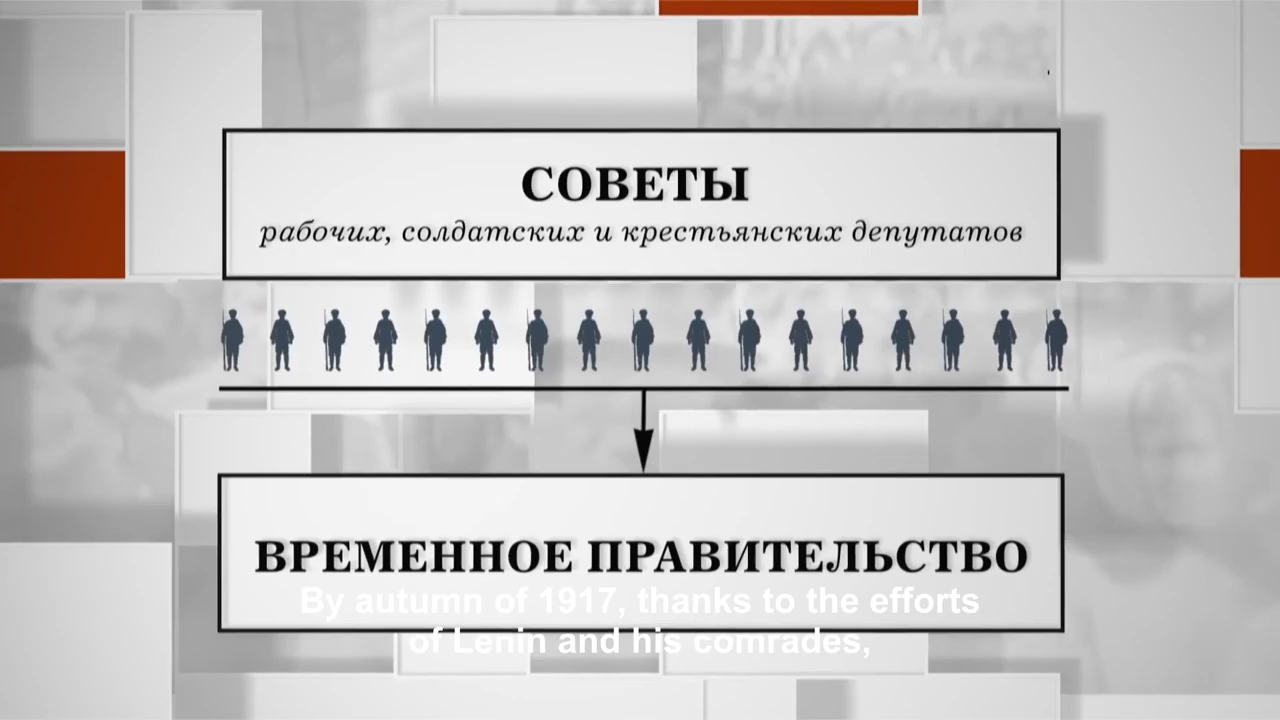 СОВЕТЫ
рабочих, солдатских и крестьянских депутатов
ВРЕМЕННОЕ ПРАВИТЕЛЬСТВО
By autumn of 1917, thanks to the efforts
of Lenin and his comrades,